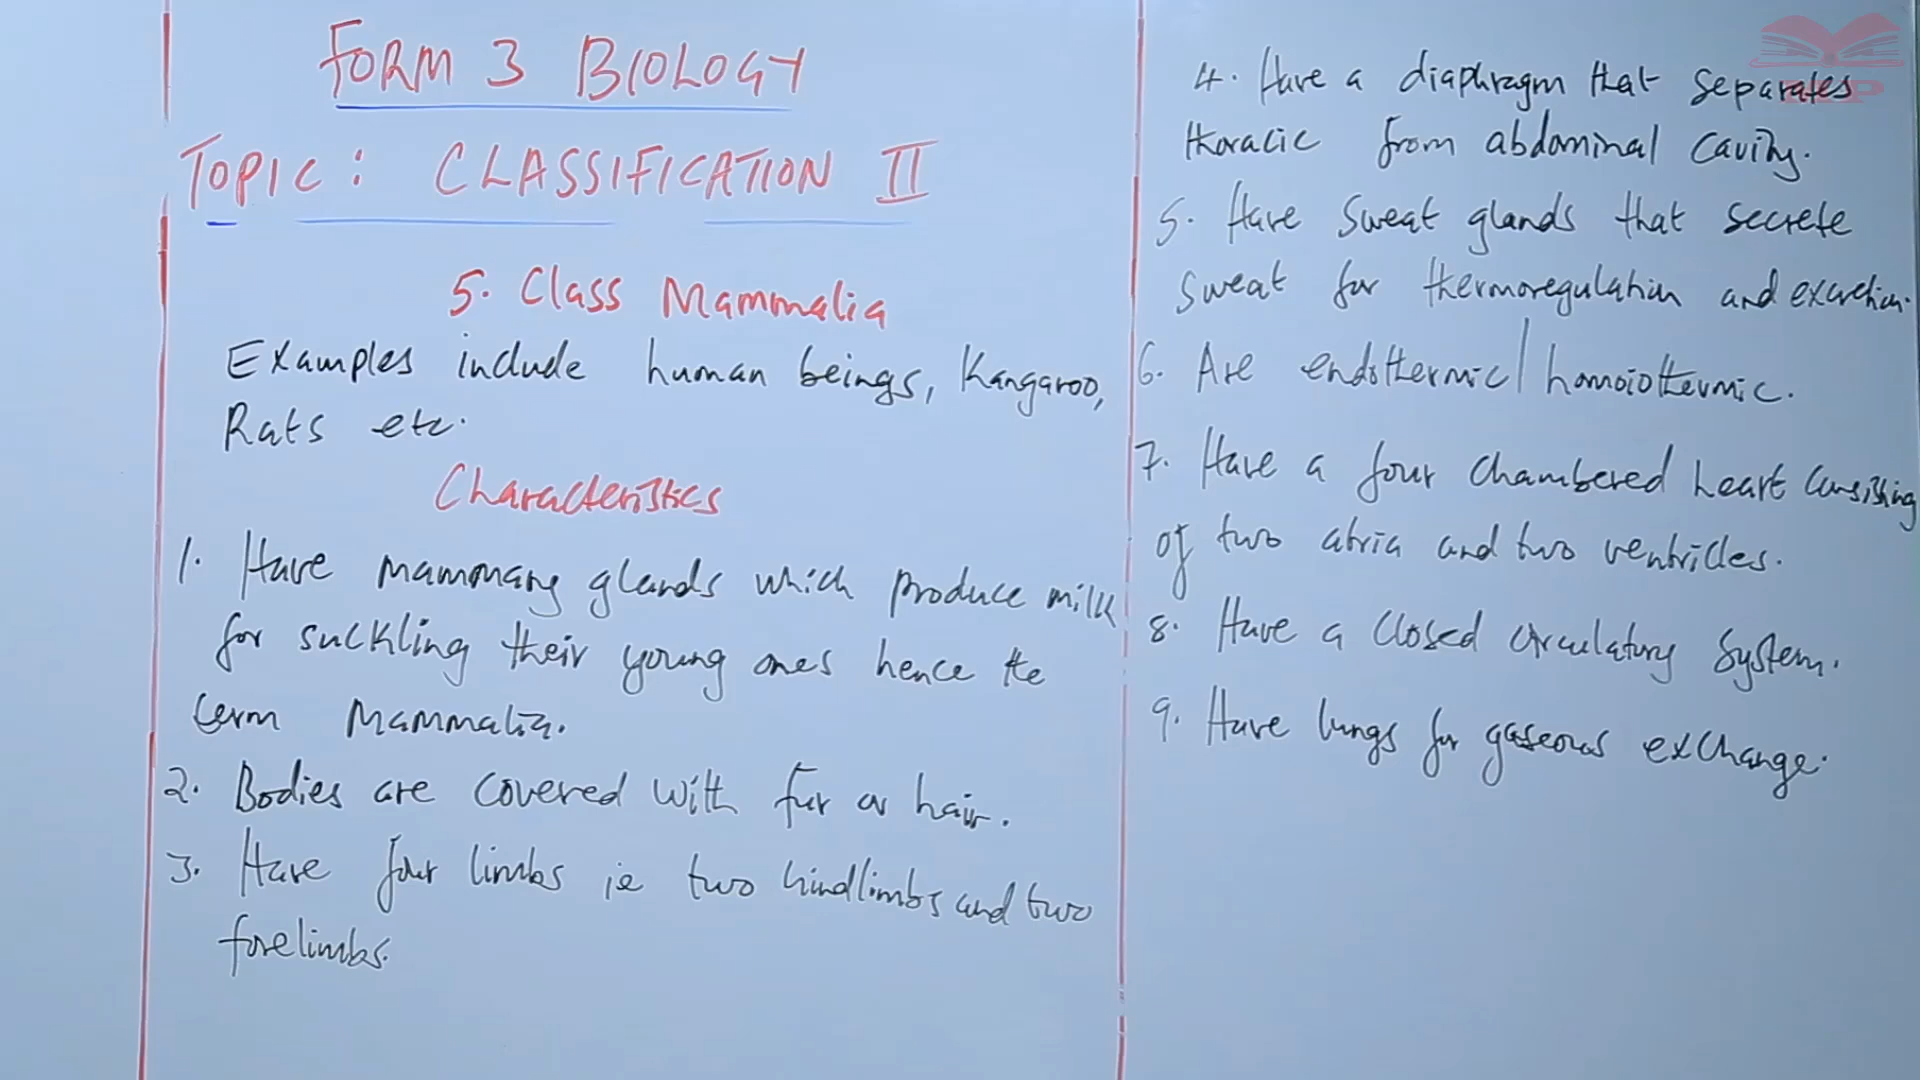 FORM 3 BIOLOGY
TOPIC: CLASSIFICATION II
5. Class Mammalia
Examples include human beings, Kangaroo,
Rats etc.
Characteristics
1. Have mammary glands which produce milk
for suckling their young ones hence the
term Mammalia.
2. Bodies are covered with fur or hair.
3. Have four limbs ie two hindlimbs and two
forelimbs.
4. Have a diaphragm that separates
thoracic from abdominal cavity.
5. Have sweat glands that secrete
sweat for thermoregulation and excretion.
6. Are endothermic/homoiothermic.
7. Have a four chambered heart consisting
of two atria and two ventricles.
8. Have a closed circulatory system.
9. Have lungs for gaseous exchange.